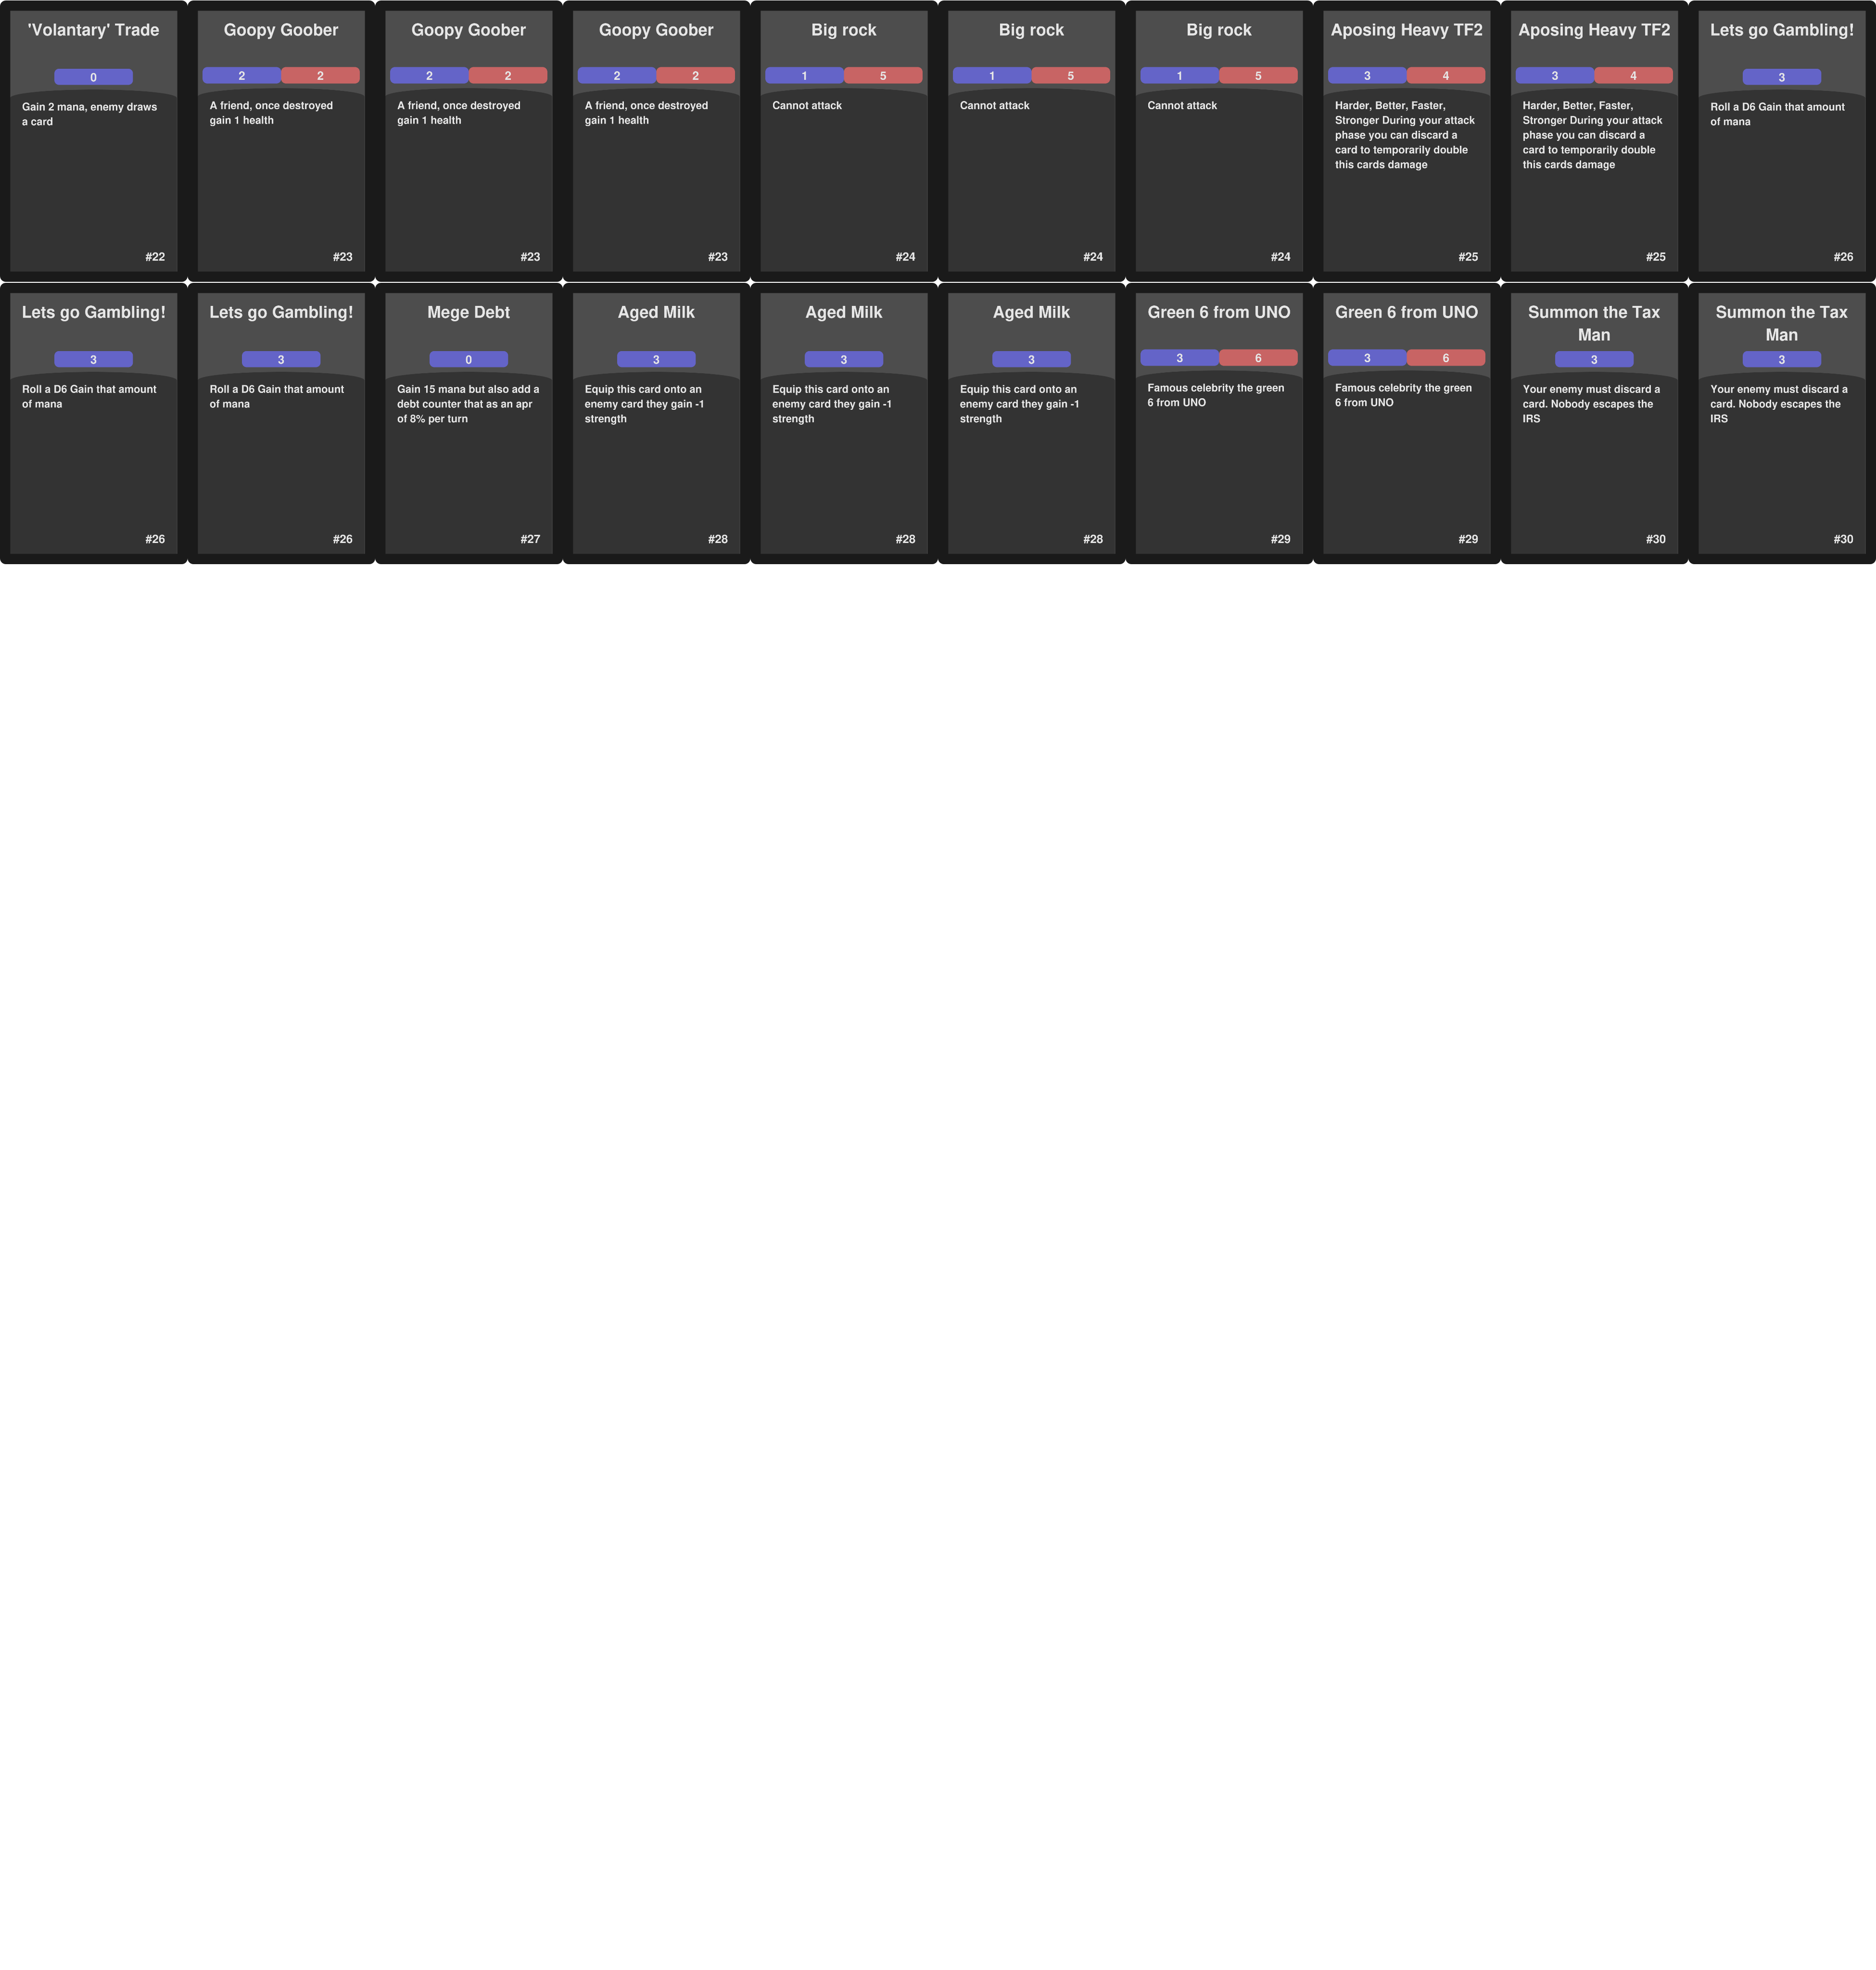 'Volantary' Trade
0
Gain 2 mana, enemy draws
a card
#22
Goopy Goober
2 2
A friend, once destroyed
gain 1 health
#23
Goopy Goober
2 2
A friend, once destroyed
gain 1 health
#23
Goopy Goober
2 2
A friend, once destroyed
gain 1 health
#23
Big rock
1 5
Cannot attack
#24
Big rock
1 5
Cannot attack
#24
Big rock
1 5
Cannot attack
#24
Aposing Heavy TF2
3 4
Harder, Better, Faster,
Stronger During your attack
phase you can discard a
card to temporarily double
this cards damage
#25
Aposing Heavy TF2
3 4
Harder, Better, Faster,
Stronger During your attack
phase you can discard a
card to temporarily double
this cards damage
#25
Lets go Gambling!
3
Roll a D6 Gain that amount
of mana
#26
Lets go Gambling!
3
Roll a D6 Gain that amount
of mana
#26
Lets go Gambling!
3
Roll a D6 Gain that amount
of mana
#26
Mege Debt
0
Gain 15 mana but also add a
debt counter that as an apr
of 8% per turn
#27
Aged Milk
3
Equip this card onto an
enemy card they gain -1
strength
#28
Aged Milk
3
Equip this card onto an
enemy card they gain -1
strength
#28
Aged Milk
3
Equip this card onto an
enemy card they gain -1
strength
#28
Green 6 from UNO
3 6
Famous celebrity the green
6 from UNO
#29
Green 6 from UNO
3 6
Famous celebrity the green
6 from UNO
#29
Summon the Tax
Man
3
Your enemy must discard a
card. Nobody escapes the
IRS
#30
Summon the Tax
Man
3
Your enemy must discard a
card. Nobody escapes the
IRS
#30